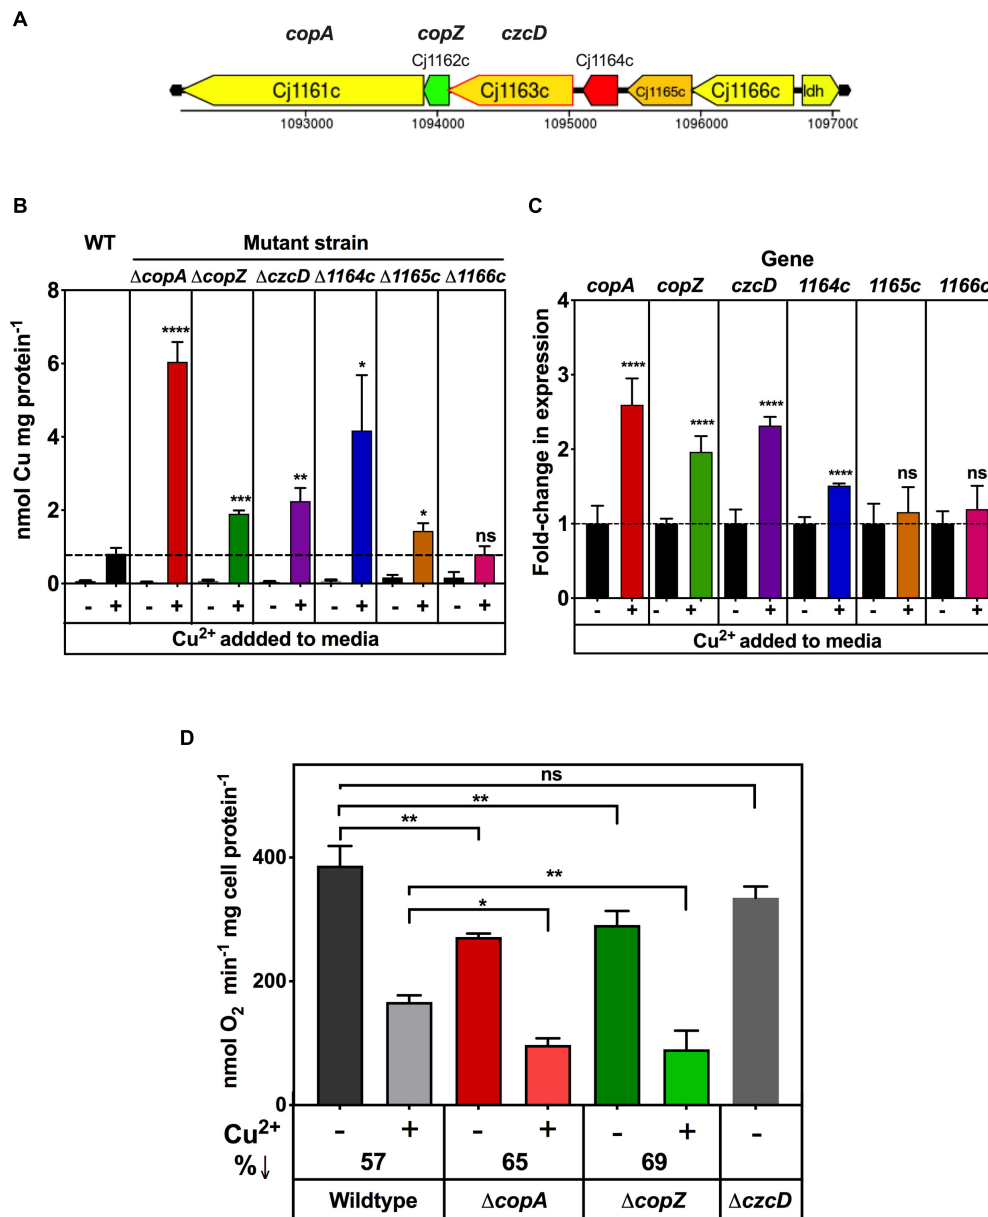 A
copA copZ czcD
Cj1162c Cj1164c
Cj1161c Cj1163c Cj1165c Cj1166c ldh
1093000 1094000 1095000 1096000 109700
B
WT Mutant strain
ΔcopA ΔcopZ ΔczcD Δ1164c Δ1165c Δ1166c
nmol Cu mg protein⁻¹
8
6
4
2
0
**** *** ** * * ns
- + - + - + - + - + - + - +
Cu²⁺ addded to media
C
Gene
copA copZ czcD 1164c 1165c 1166c
Fold-change in expression
4
3
2
1
0
**** **** **** **** ns ns
- + - + - + - + - + - +
Cu²⁺ added to media
D
nmol O₂ min⁻¹ mg cell protein⁻¹
400
200
0
ns
**
**
**
*
Cu²⁺ - + - + - + -
%↓ 57 65 69
Wildtype ΔcopA ΔcopZ ΔczcD